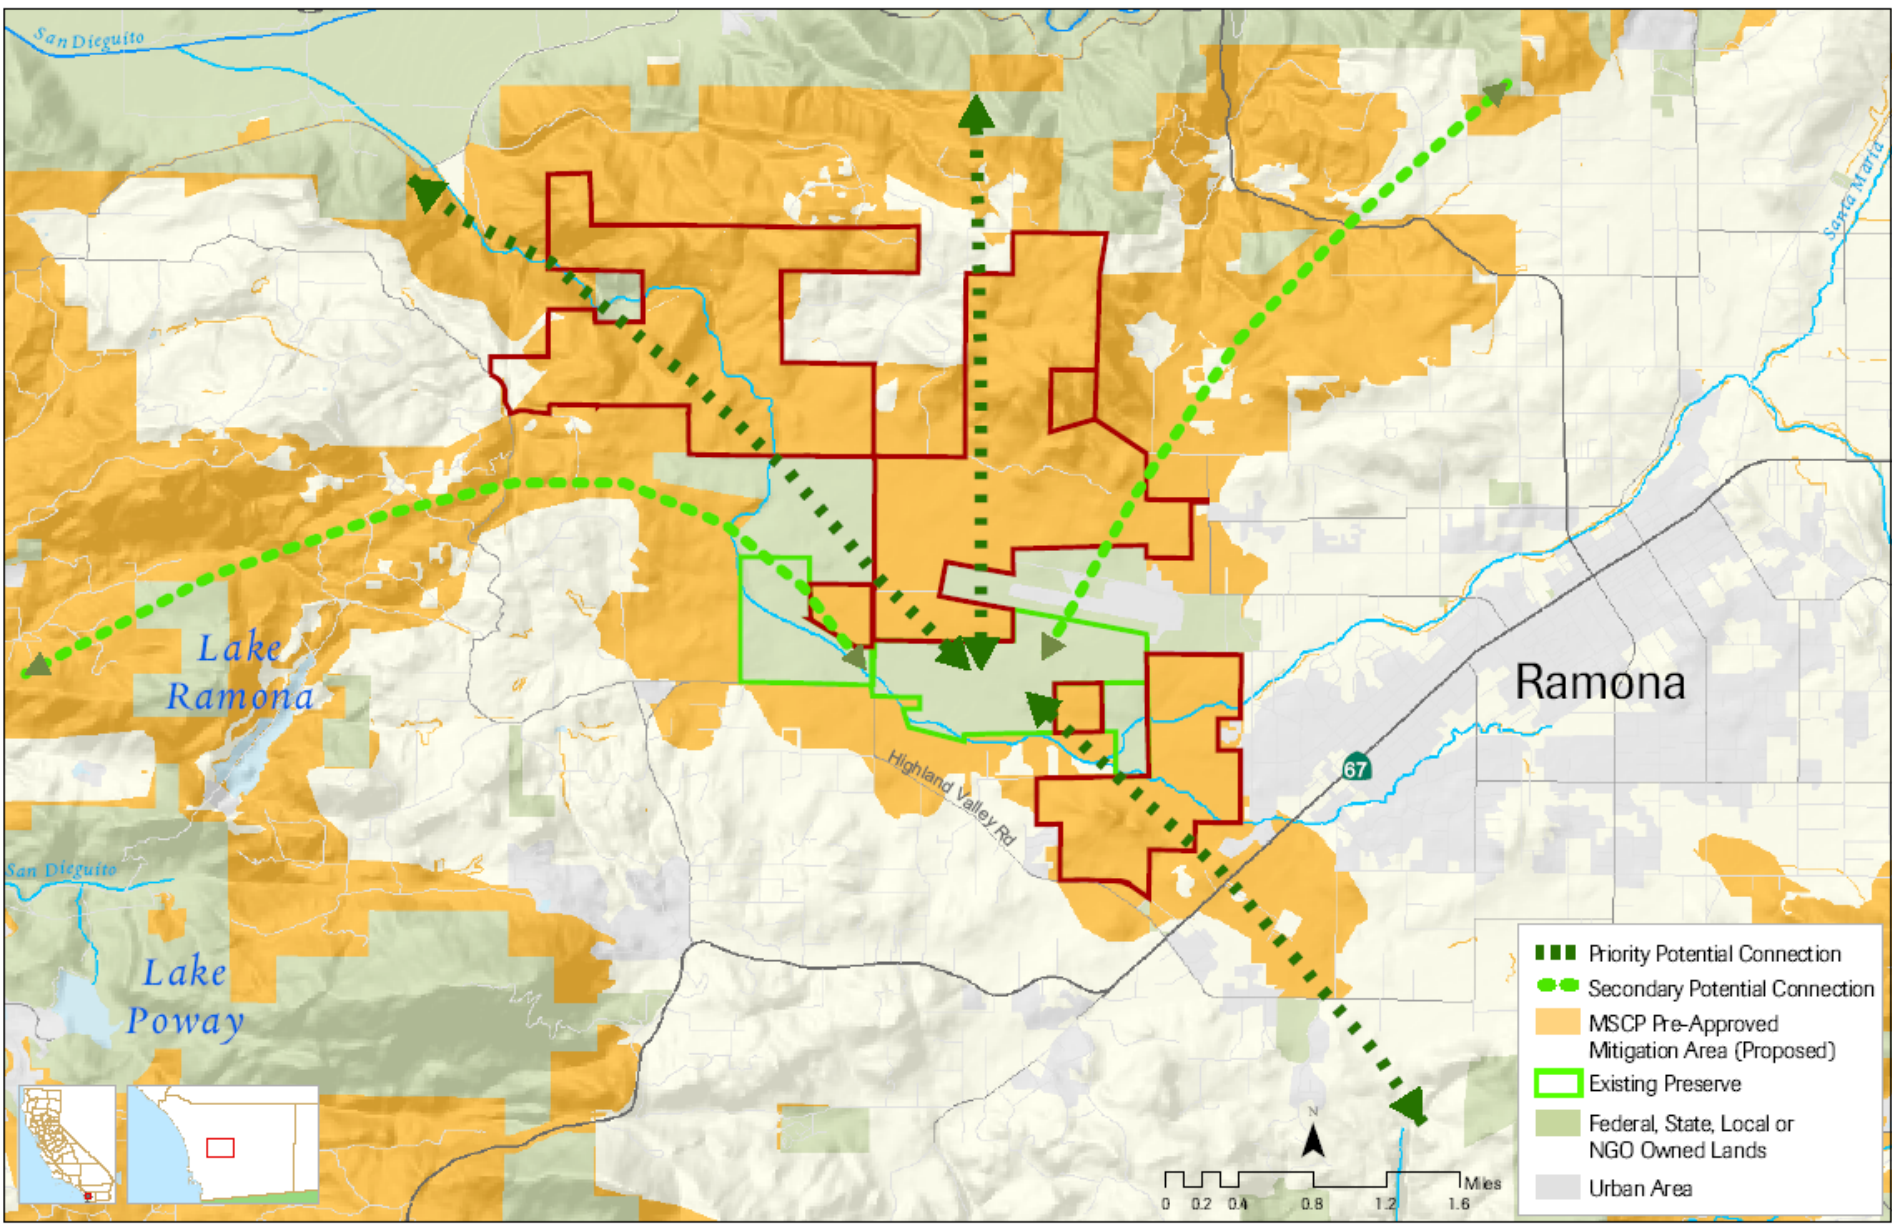 San Dieguito
Santa Maria
Lake
Ramona
Ramona
Highland Valley Rd
67
San Dieguito
Lake
Poway
Priority Potential Connection
Secondary Potential Connection
MSCP Pre-Approved
Mitigation Area (Proposed)
Existing Preserve
Federal, State, Local or
NGO Owned Lands
Urban Area
N
Miles
0 0.2 0.4 0.8 1.2 1.6